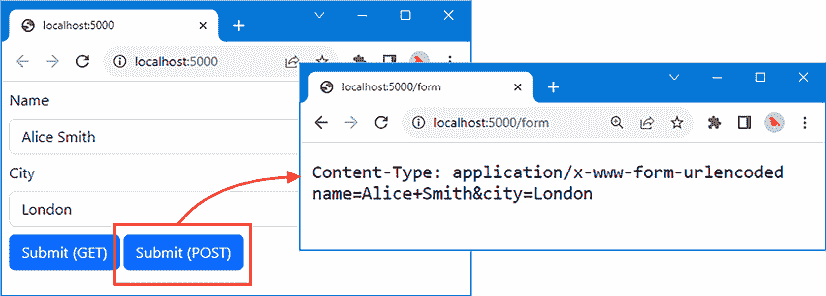 localhost:5000
localhost:5000
Name
Alice Smith
City
London
Submit (GET)
Submit (POST)
localhost:5000/form
localhost:5000/form
Content-Type: application/x-www-form-urlencoded
name=Alice+Smith&city=London